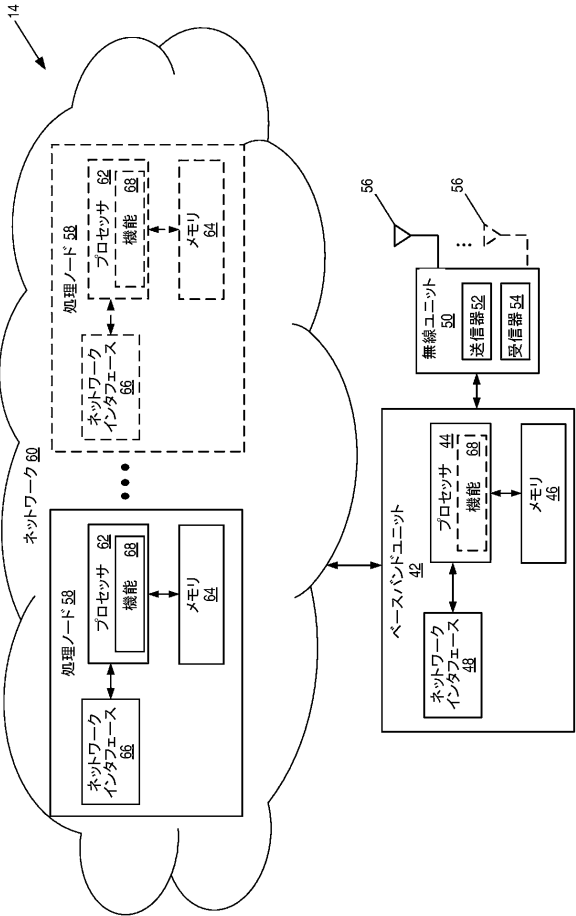 14
ネットワーク 60
処理ノード 58
プロセッサ
62
機能
68
メモリ
64
ネットワーク
インタフェース
66
処理ノード 58
プロセッサ
62
機能
68
メモリ
64
ネットワーク
インタフェース
66
ベースバンドユニット
42
プロセッサ
44
機能
68
メモリ
46
ネットワーク
インタフェース
48
無線ユニット
50
送信器 52
受信器 54
56
56